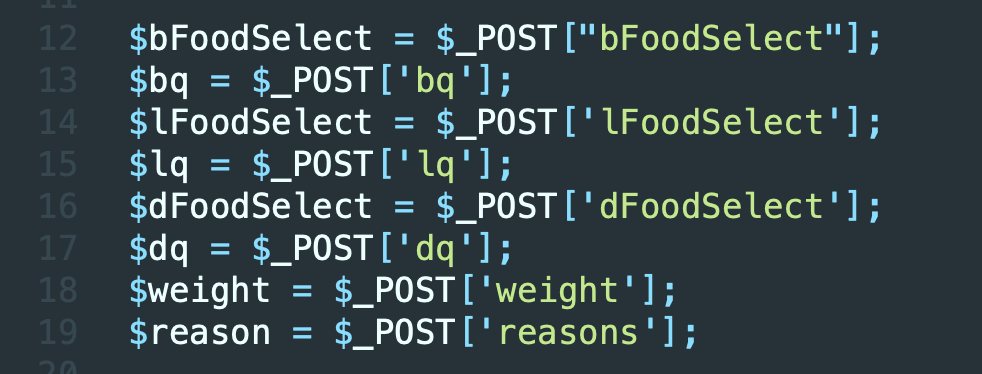 11
12 $bFoodSelect = $_POST["bFoodSelect"];
13 $bq = $_POST['bq'];
14 $lFoodSelect = $_POST['lFoodSelect'];
15 $lq = $_POST['lq'];
16 $dFoodSelect = $_POST['dFoodSelect'];
17 $dq = $_POST['dq'];
18 $weight = $_POST['weight'];
19 $reason = $_POST['reasons'];
20